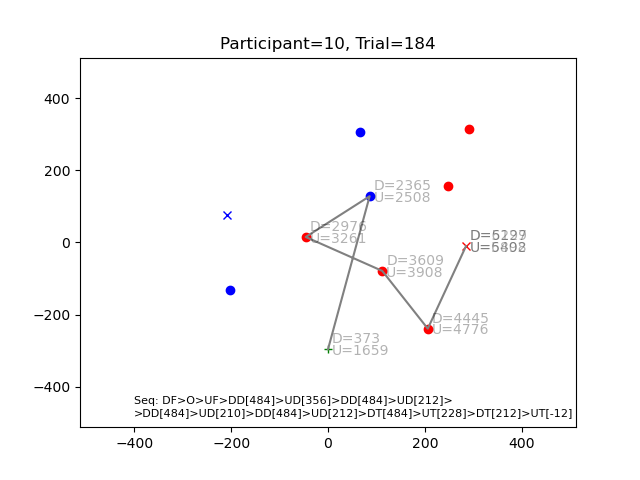 Participant=10, Trial=184
400
200
0
−200
−400
D=2365
U=2508
D=2976
U=3261
D=3609
U=3908
D=4445
U=4776
D=373
U=1659
Seq: DF>O>UF>DD[484]>UD[356]>DD[484]>UD[212]>
>DD[484]>UD[210]>DD[484]>UD[212]>DT[484]>UT[228]>DT[212]>UT[-12]
−400 −200 0 200 400